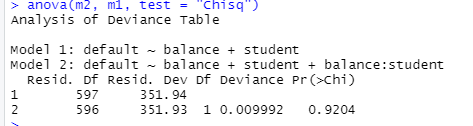 > anova(m2, m1, test = "Chisq")
Analysis of Deviance Table
Model 1: default ~ balance + student
Model 2: default ~ balance + student + balance:student
  Resid. Df Resid. Dev Df Deviance Pr(>Chi)
1       597     351.94
2       596     351.93  1 0.009992   0.9204
>